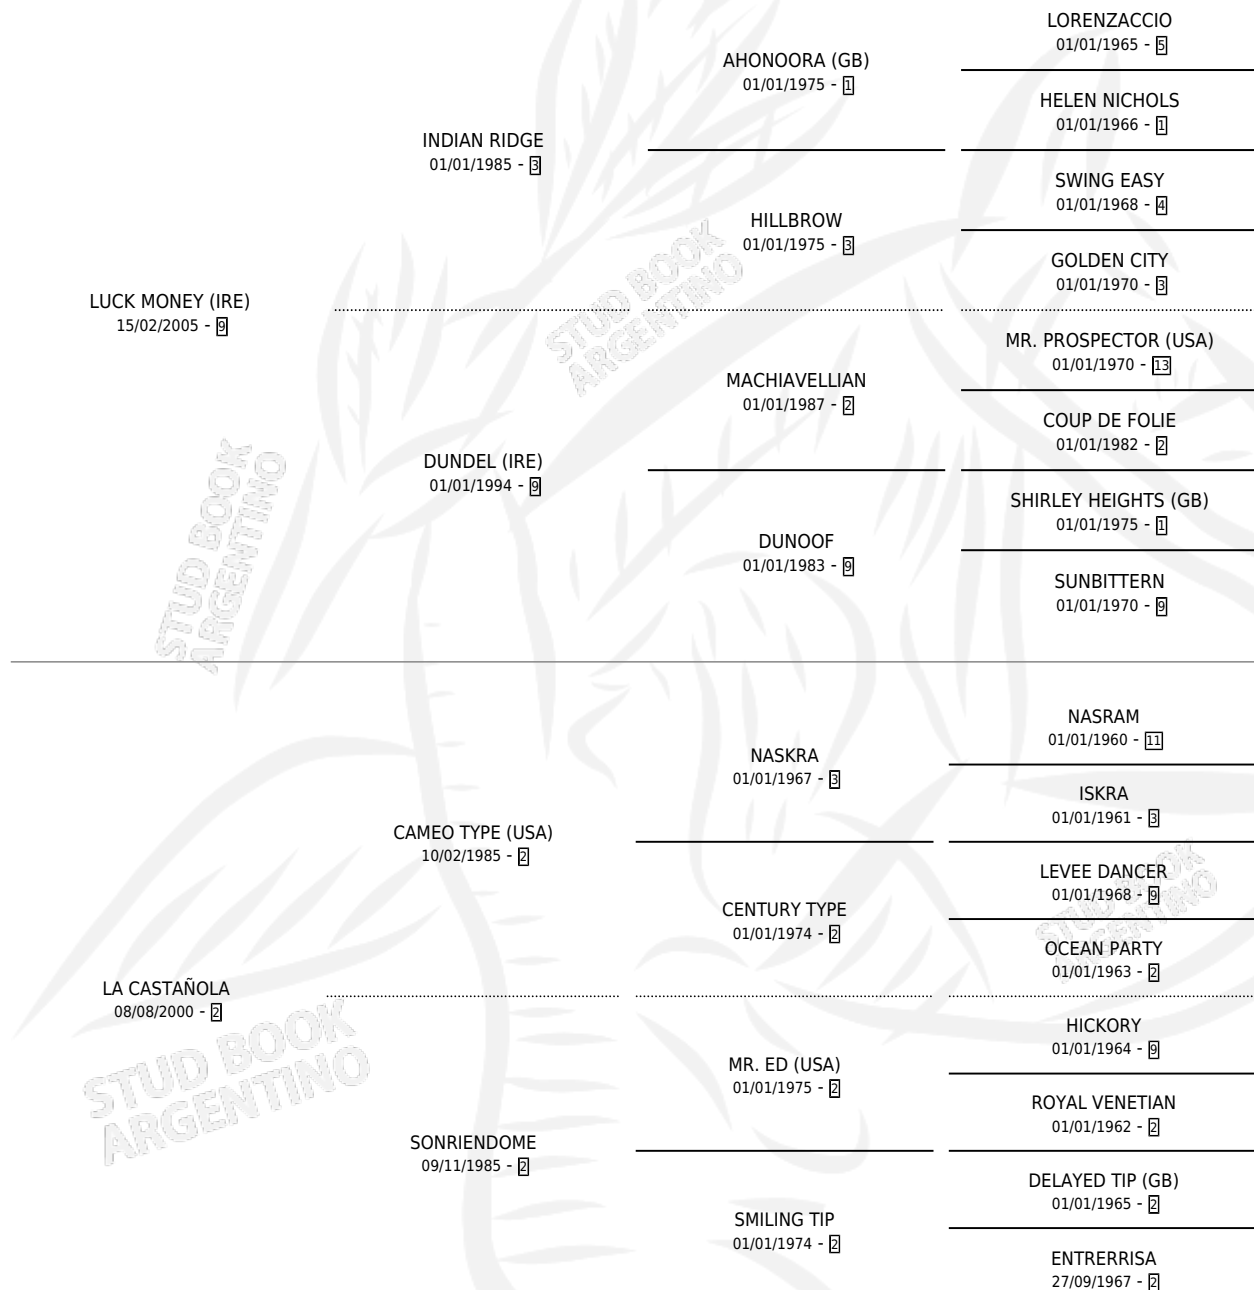 LORENZACCIO
01/01/1965 - 5
AHONOORA (GB)
01/01/1975 - 1
HELEN NICHOLS
01/01/1966 - 1
INDIAN RIDGE
01/01/1985 - 3
SWING EASY
01/01/1968 - 4
HILLBROW
01/01/1975 - 3
GOLDEN CITY
01/01/1970 - 3
LUCK MONEY (IRE)
15/02/2005 - 9
MR. PROSPECTOR (USA)
01/01/1970 - 13
MACHIAVELLIAN
01/01/1987 - 2
COUP DE FOLIE
01/01/1982 - 2
DUNDEL (IRE)
01/01/1994 - 9
SHIRLEY HEIGHTS (GB)
01/01/1975 - 1
DUNOOF
01/01/1983 - 9
SUNBITTERN
01/01/1970 - 9
NASRAM
01/01/1960 - 11
NASKRA
01/01/1967 - 3
ISKRA
01/01/1961 - 3
CAMEO TYPE (USA)
10/02/1985 - 2
LEVEE DANCER
01/01/1968 - 9
CENTURY TYPE
01/01/1974 - 2
OCEAN PARTY
01/01/1963 - 2
LA CASTAÑOLA
08/08/2000 - 2
HICKORY
01/01/1964 - 9
MR. ED (USA)
01/01/1975 - 2
ROYAL VENETIAN
01/01/1962 - 2
SONRIENDOME
09/11/1985 - 2
DELAYED TIP (GB)
01/01/1965 - 2
SMILING TIP
01/01/1974 - 2
ENTRERRISA
27/09/1967 - 2
STUD BOOK
ARGENTINO
STUD BOOK
ARGENTINO
STUD BOOK
ARGENTINO
STUD BOOK
ARGENTINO